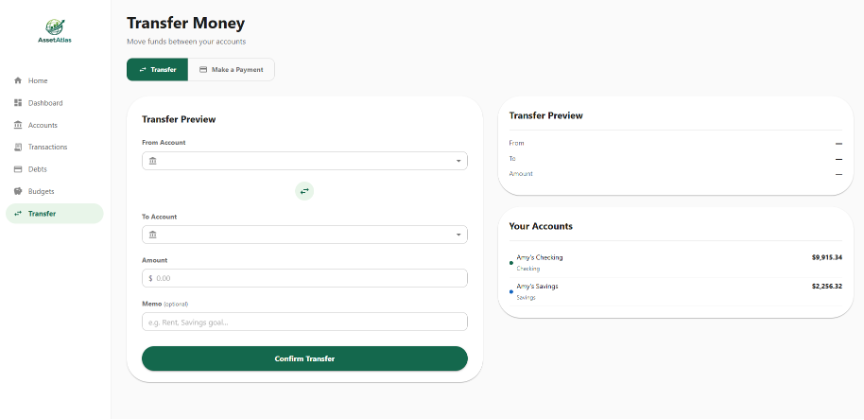 AssetAtlas
Home
Dashboard
Accounts
Transactions
Debts
Budgets
Transfer
Transfer Money
Move funds between your accounts
Transfer
Make a Payment
Transfer Preview
From Account
To Account
Amount
$ 0.00
Memo (optional)
e.g. Rent, Savings goal...
Confirm Transfer
Transfer Preview
From —
To —
Amount —
Your Accounts
Amy's Checking $9,915.34
Checking
Amy's Savings $2,256.32
Savings